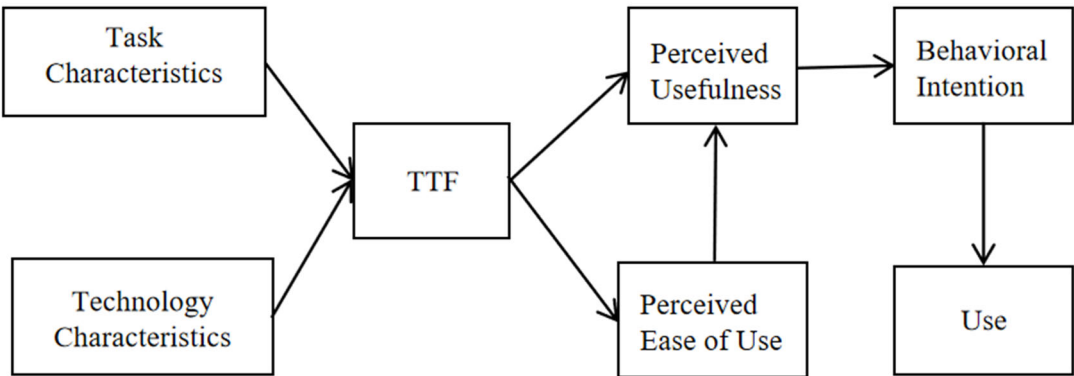 Task
Characteristics
Technology
Characteristics
TTF
Perceived
Usefulness
Perceived
Ease of Use
Behavioral
Intention
Use